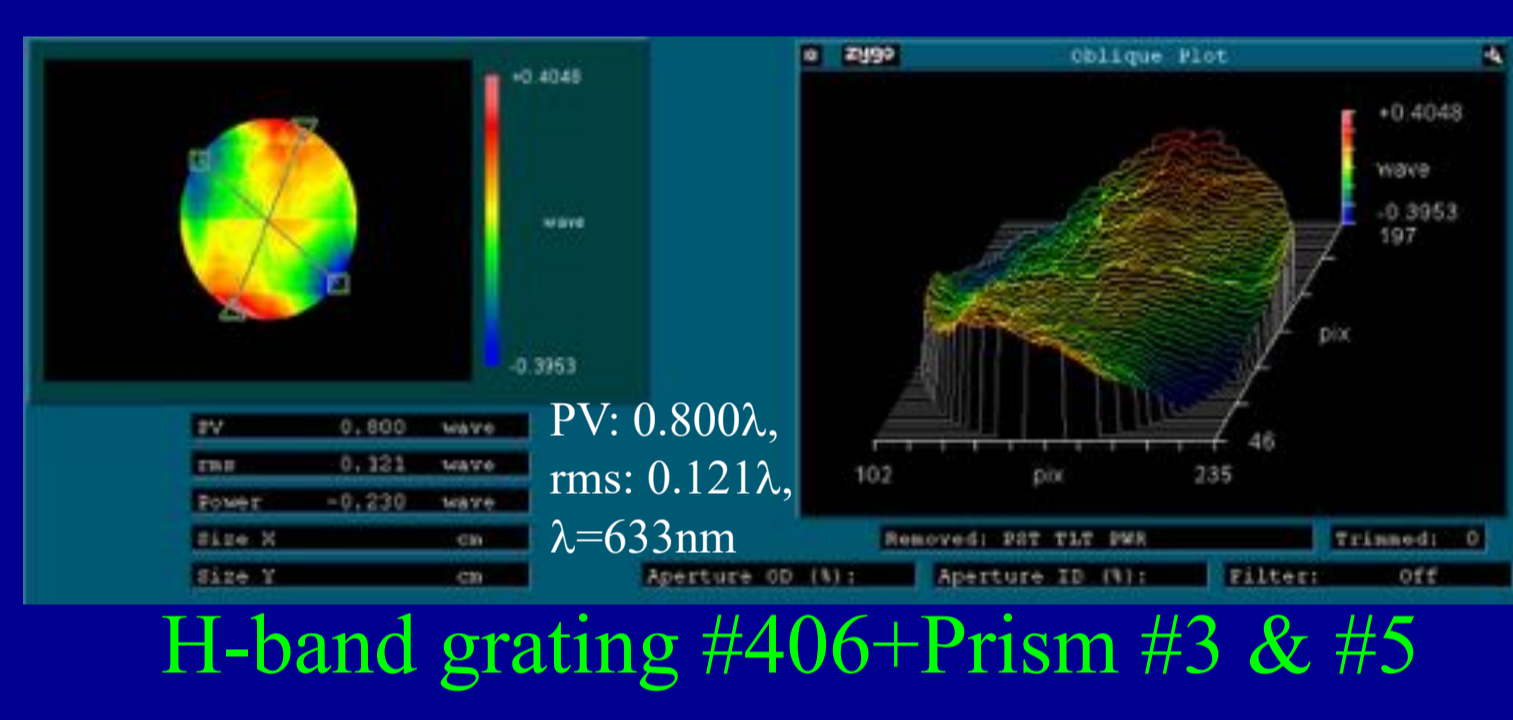 +0.4048
wave
-0.3953
PV 0.800 wave
rms 0.121 wave
Power -0.230 wave
Size X cm
Size Y cm
PV: 0.800λ,
rms: 0.121λ,
λ=633nm
zygo Oblique Plot
+0.4048
wave
-0.3953
197
pix
46
102 pix 235
Removed: PST TLT PWR
Trimmed: 0
Aperture OD (%):
Aperture ID (%):
Filter: Off
H-band grating #406+Prism #3 & #5